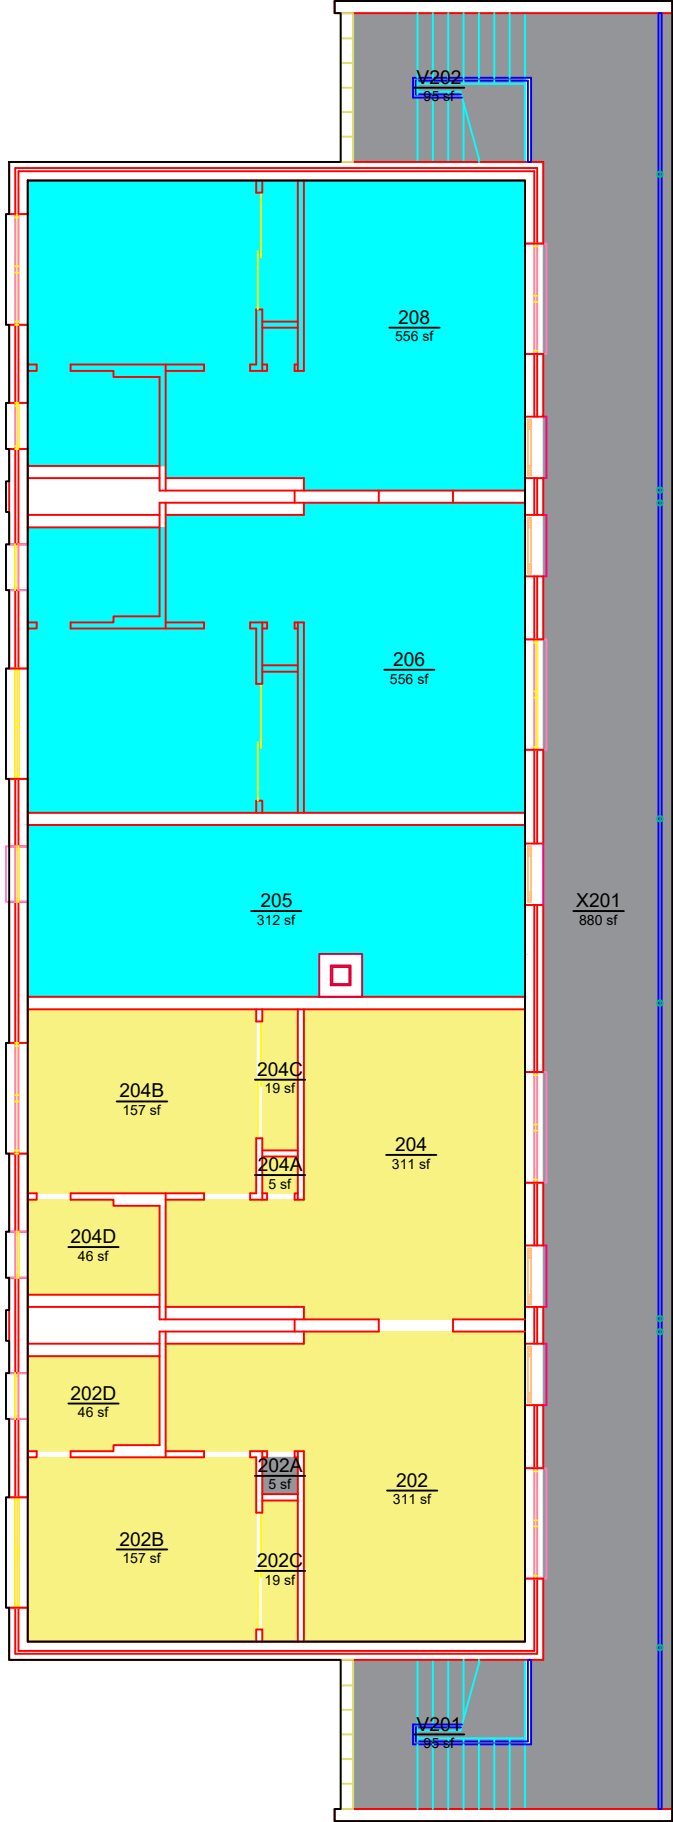 V202
95 sf
208
556 sf
206
556 sf
205
312 sf
X201
880 sf
204C
19 sf
204B
157 sf
204
311 sf
204A
5 sf
204D
46 sf
202D
46 sf
202A
5 sf
202
311 sf
202B
157 sf
202C
19 sf
V201
95 sf